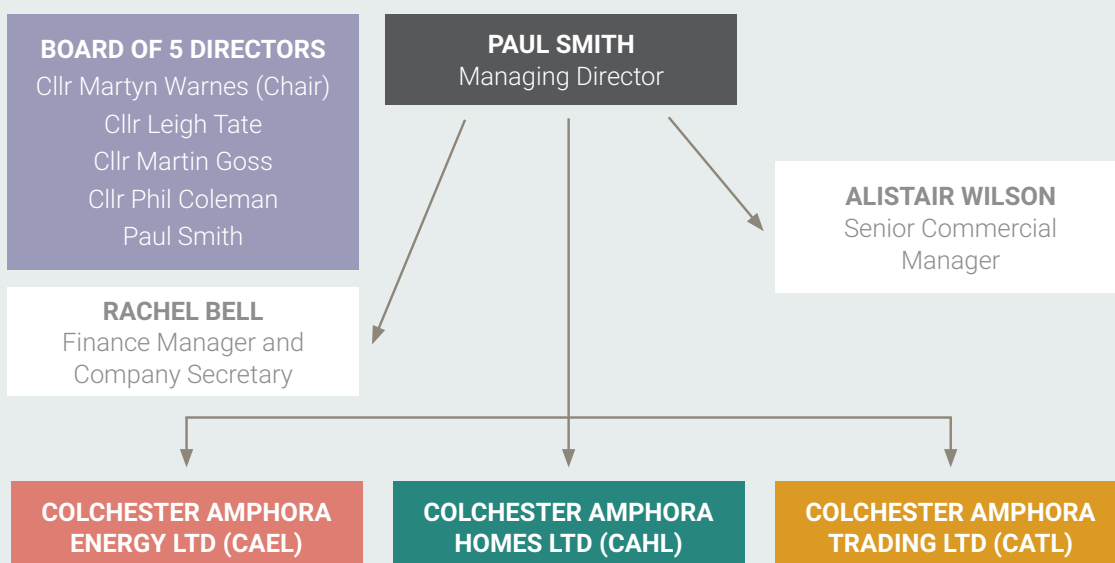 BOARD OF 5 DIRECTORS
Cllr Martyn Warnes (Chair)
Cllr Leigh Tate
Cllr Martin Goss
Cllr Phil Coleman
Paul Smith
PAUL SMITH
Managing Director
ALISTAIR WILSON
Senior Commercial
Manager
RACHEL BELL
Finance Manager and
Company Secretary
COLCHESTER AMPHORA
ENERGY LTD (CAEL)
COLCHESTER AMPHORA
HOMES LTD (CAHL)
COLCHESTER AMPHORA
TRADING LTD (CATL)